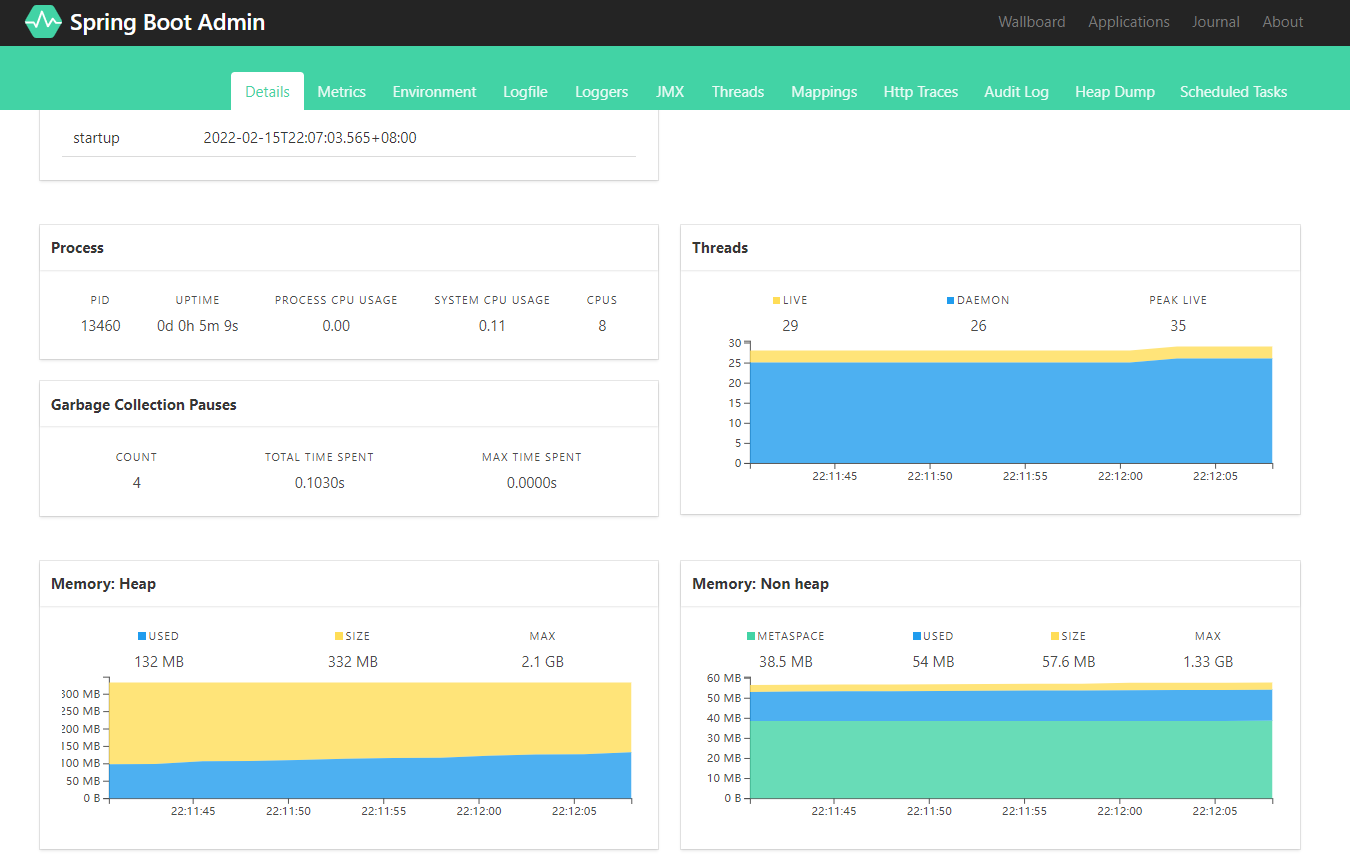 Spring Boot Admin
Wallboard Applications Journal About
Details Metrics Environment Logfile Loggers JMX Threads Mappings Http Traces Audit Log Heap Dump Scheduled Tasks
startup 2022-02-15T22:07:03.565+08:00
Process
PID UPTIME PROCESS CPU USAGE SYSTEM CPU USAGE CPUS
13460 0d 0h 5m 9s 0.00 0.11 8
Garbage Collection Pauses
COUNT TOTAL TIME SPENT MAX TIME SPENT
4 0.1030s 0.0000s
Threads
LIVE DAEMON PEAK LIVE
29 26 35
30
25
20
15
10
5
0
22:11:45 22:11:50 22:11:55 22:12:00 22:12:05
Memory: Heap
USED SIZE MAX
132 MB 332 MB 2.1 GB
300 MB
250 MB
200 MB
150 MB
100 MB
50 MB
0 B
22:11:45 22:11:50 22:11:55 22:12:00 22:12:05
Memory: Non heap
METASPACE USED SIZE MAX
38.5 MB 54 MB 57.6 MB 1.33 GB
60 MB
50 MB
40 MB
30 MB
20 MB
10 MB
0 B
22:11:45 22:11:50 22:11:55 22:12:00 22:12:05